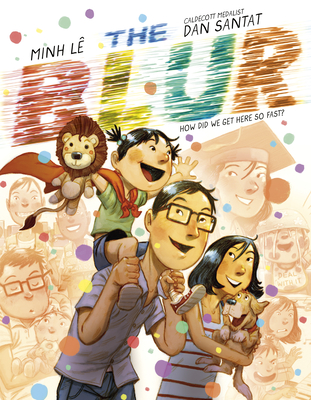 MINH LÊ
THE
CALDECOTT MEDALIST
DAN SANTAT
BLUR
HOW DID WE GET HERE SO FAST?